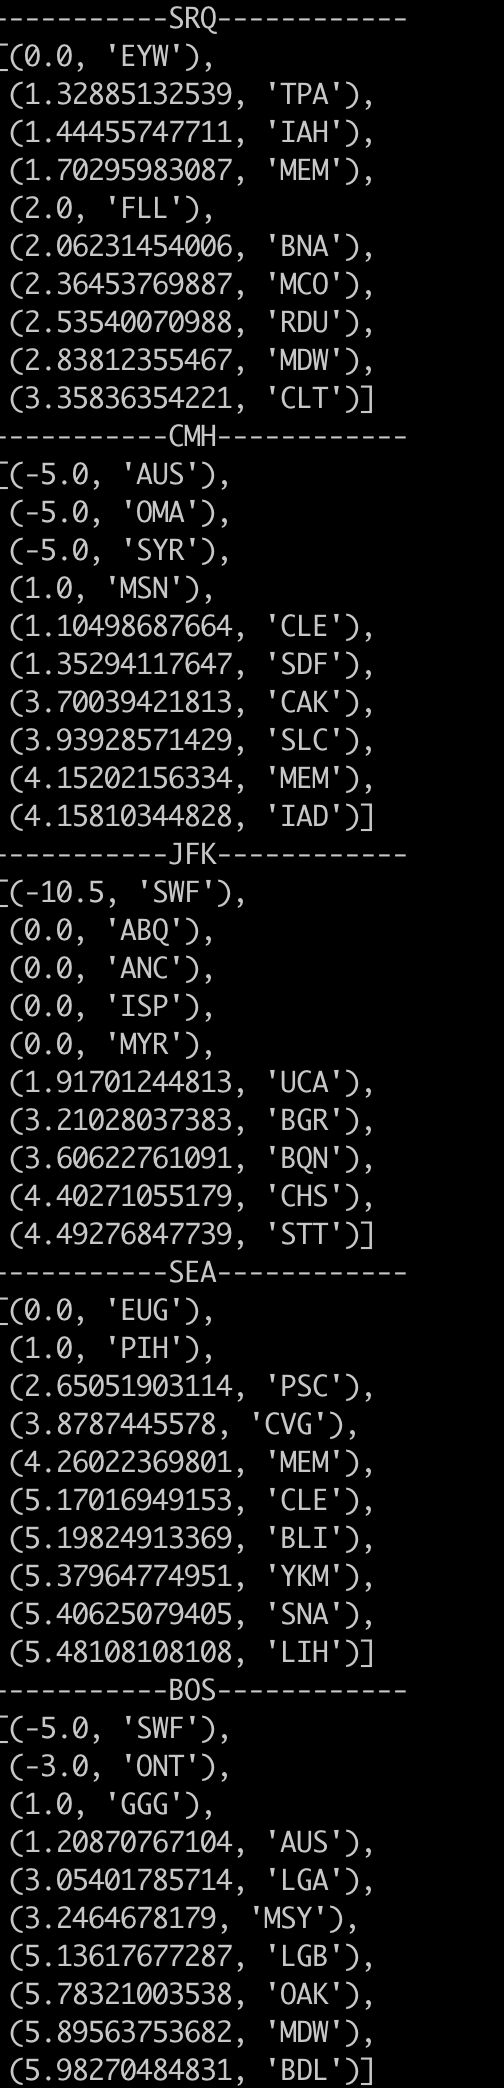 ----------SRQ------------
[(0.0, 'EYW'),
(1.32885132539, 'TPA'),
(1.44455747711, 'IAH'),
(1.70295983087, 'MEM'),
(2.0, 'FLL'),
(2.06231454006, 'BNA'),
(2.36453769887, 'MCO'),
(2.53540070988, 'RDU'),
(2.83812355467, 'MDW'),
(3.35836354221, 'CLT')]
----------CMH------------
[(-5.0, 'AUS'),
(-5.0, 'OMA'),
(-5.0, 'SYR'),
(1.0, 'MSN'),
(1.10498687664, 'CLE'),
(1.35294117647, 'SDF'),
(3.70039421813, 'CAK'),
(3.93928571429, 'SLC'),
(4.15202156334, 'MEM'),
(4.15810344828, 'IAD')]
----------JFK------------
[(-10.5, 'SWF'),
(0.0, 'ABQ'),
(0.0, 'ANC'),
(0.0, 'ISP'),
(0.0, 'MYR'),
(1.91701244813, 'UCA'),
(3.21028037383, 'BGR'),
(3.60622761091, 'BQN'),
(4.40271055179, 'CHS'),
(4.49276847739, 'STT')]
----------SEA------------
[(0.0, 'EUG'),
(1.0, 'PIH'),
(2.65051903114, 'PSC'),
(3.8787445578, 'CVG'),
(4.26022369801, 'MEM'),
(5.17016949153, 'CLE'),
(5.19824913369, 'BLI'),
(5.37964774951, 'YKM'),
(5.40625079405, 'SNA'),
(5.48108108108, 'LIH')]
----------BOS------------
[(-5.0, 'SWF'),
(-3.0, 'ONT'),
(1.0, 'GGG'),
(1.20870767104, 'AUS'),
(3.05401785714, 'LGA'),
(3.2464678179, 'MSY'),
(5.13617677287, 'LGB'),
(5.78321003538, 'OAK'),
(5.89563753682, 'MDW'),
(5.98270484831, 'BDL')]